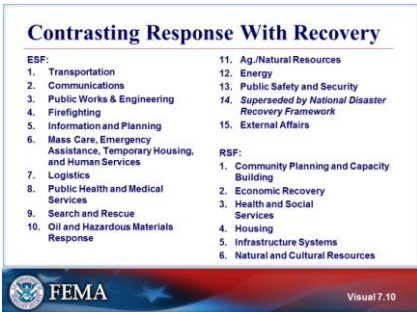 Contrasting Response With Recovery
ESF:
1. Transportation
2. Communications
3. Public Works & Engineering
4. Firefighting
5. Information and Planning
6. Mass Care, Emergency
Assistance, Temporary Housing,
and Human Services
7. Logistics
8. Public Health and Medical
Services
9. Search and Rescue
10. Oil and Hazardous Materials
Response
11. Ag./Natural Resources
12. Energy
13. Public Safety and Security
14. Superseded by National Disaster
Recovery Framework
15. External Affairs
RSF:
1. Community Planning and Capacity
Building
2. Economic Recovery
3. Health and Social
Services
4. Housing
5. Infrastructure Systems
6. Natural and Cultural Resources
FEMA
Visual 7.10